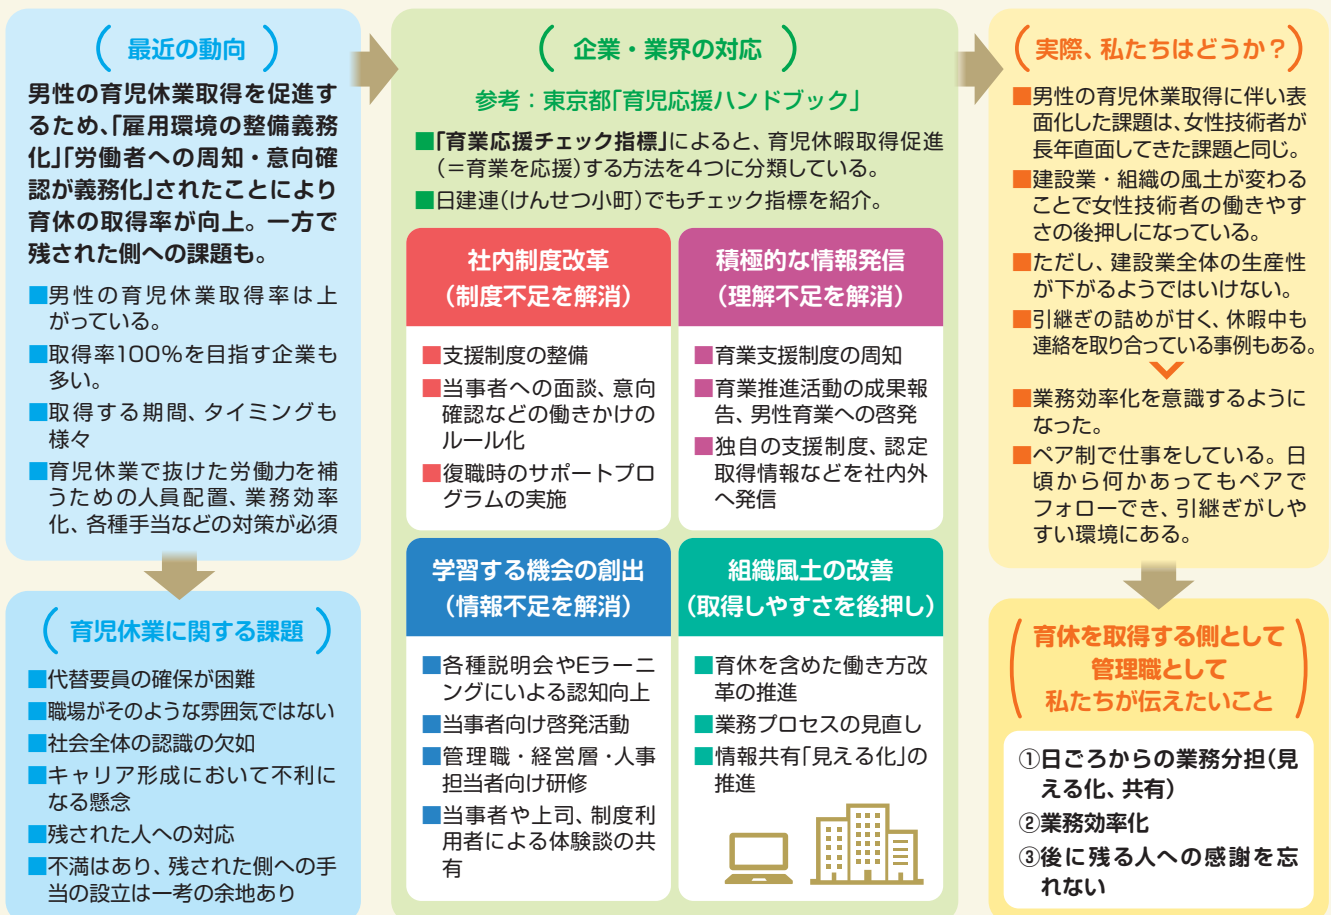 最近の動向
男性の育児休業取得を促進す
るため、「雇用環境の整備義務
化」「労働者への周知・意向確
認が義務化」されたことにより
育休の取得率が向上。一方で
残された側への課題も。
■男性の育児休業取得率は上
がっている。
■取得率100％を目指す企業も
多い。
■取得する期間、タイミングも
様々
■育児休業で抜けた労働力を補
うための人員配置、業務効率
化、各種手当などの対策が必須
育児休業に関する課題
■代替要員の確保が困難
■職場がそのような雰囲気ではない
■社会全体の認識の欠如
■キャリア形成において不利に
なる懸念
■残された人への対応
■不満はあり、残された側への手
当の設立は一考の余地あり
企業・業界の対応
参考：東京都「育児応援ハンドブック」
■「育業応援チェック指標」によると、育児休暇取得促進
（＝育業を応援）する方法を4つに分類している。
■日建連（けんせつ小町）でもチェック指標を紹介。
社内制度改革
（制度不足を解消）
■支援制度の整備
■当事者への面談、意向
確認などの働きかけの
ルール化
■復職時のサポートプロ
グラムの実施
積極的な情報発信
（理解不足を解消）
■育業支援制度の周知
■育業推進活動の成果報
告、男性育業への啓発
■独自の支援制度、認定
取得情報などを社内外
へ発信
学習する機会の創出
（情報不足を解消）
■各種説明会やEラーニ
ングにいよる認知向上
■当事者向け啓発活動
■管理職・経営層・人事
担当者向け研修
■当事者や上司、制度利
用者による体験談の共
有
組織風土の改善
（取得しやすさを後押し）
■育休を含めた働き方改
革の推進
■業務プロセスの見直し
■情報共有「見える化」の
推進
実際、私たちはどうか？
■男性の育児休業取得に伴い表
面化した課題は、女性技術者が
長年直面してきた課題と同じ。
■建設業・組織の風土が変わる
ことで女性技術者の働きやす
さの後押しになっている。
■ただし、建設業全体の生産性
が下がるようではいけない。
■引継ぎの詰めが甘く、休暇中も
連絡を取り合っている事例もある。
■業務効率化を意識するように
なった。
■ペア制で仕事をしている。日
頃から何かあってもペアで
フォローでき、引継ぎがしや
すい環境にある。
育休を取得する側として
管理職として
私たちが伝えたいこと
①日ごろからの業務分担（見
える化、共有）
②業務効率化
③後に残る人への感謝を忘
れない